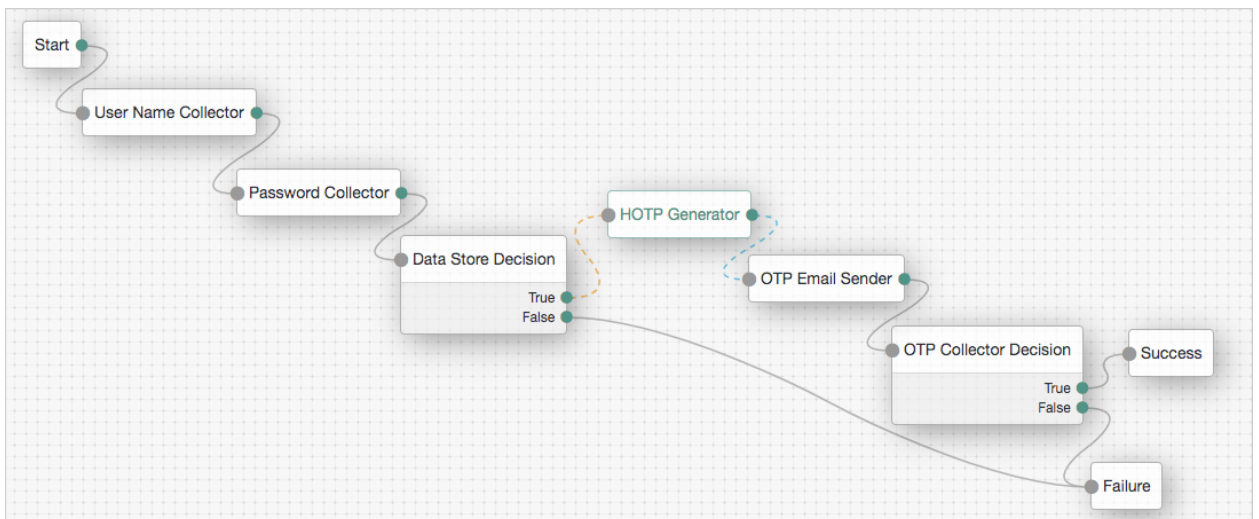 Start
User Name Collector
Password Collector
Data Store Decision
True
False
HOTP Generator
OTP Email Sender
OTP Collector Decision
True
False
Success
Failure